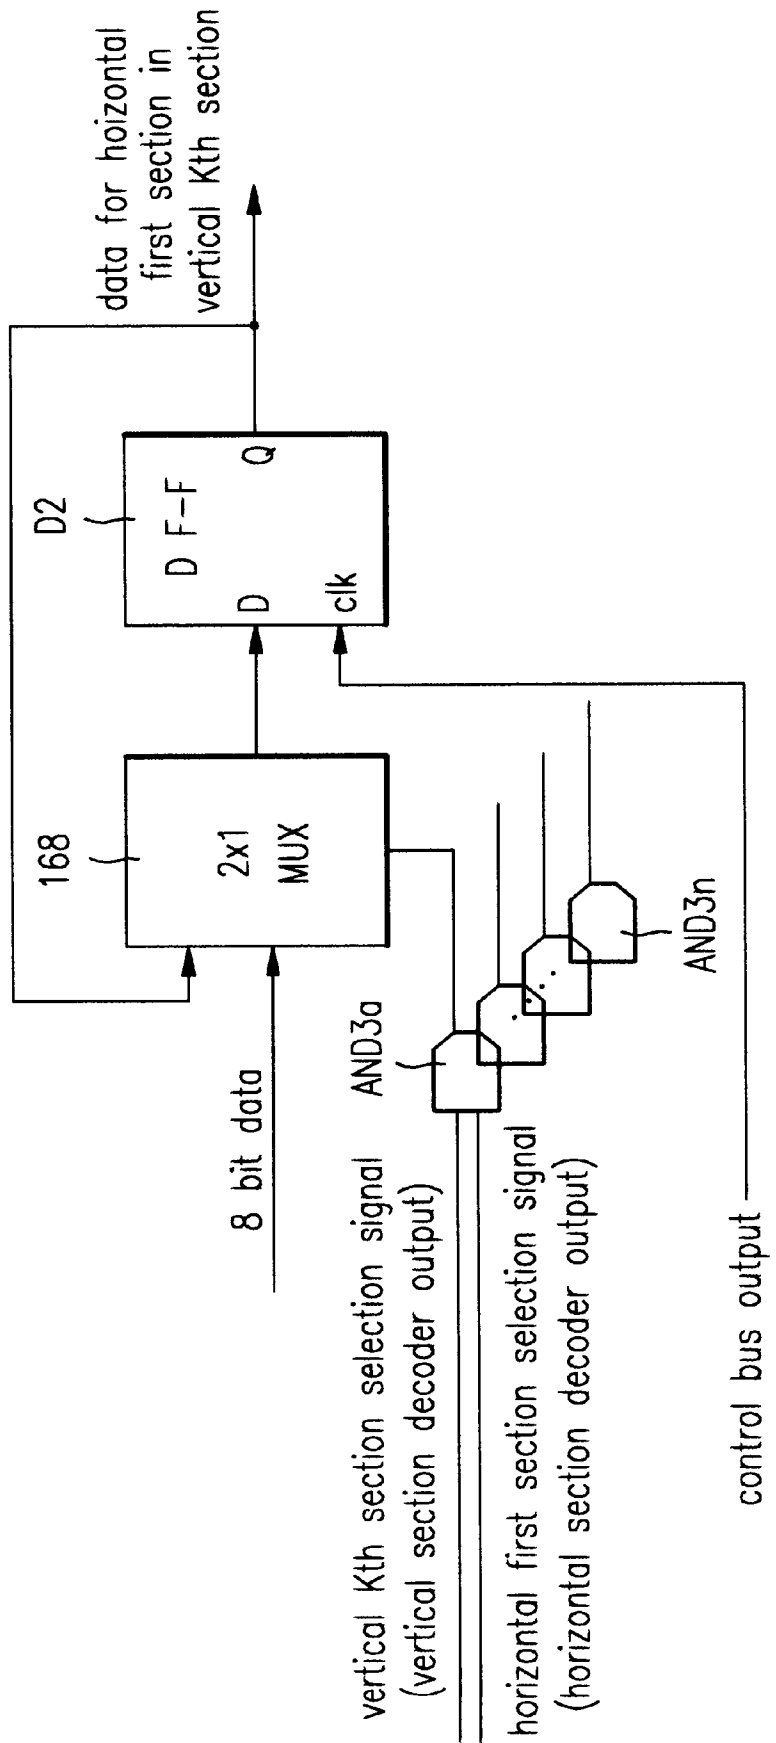 data for hoizontal
first section in
vertical Kth section
D2
D F-F
D
Q
clk
168
2x1
MUX
8 bit data
AND3a
AND3n
vertical Kth section selection signal
(vertical section decoder output)
horizontal first section selection signal
(horizontal section decoder output)
control bus output